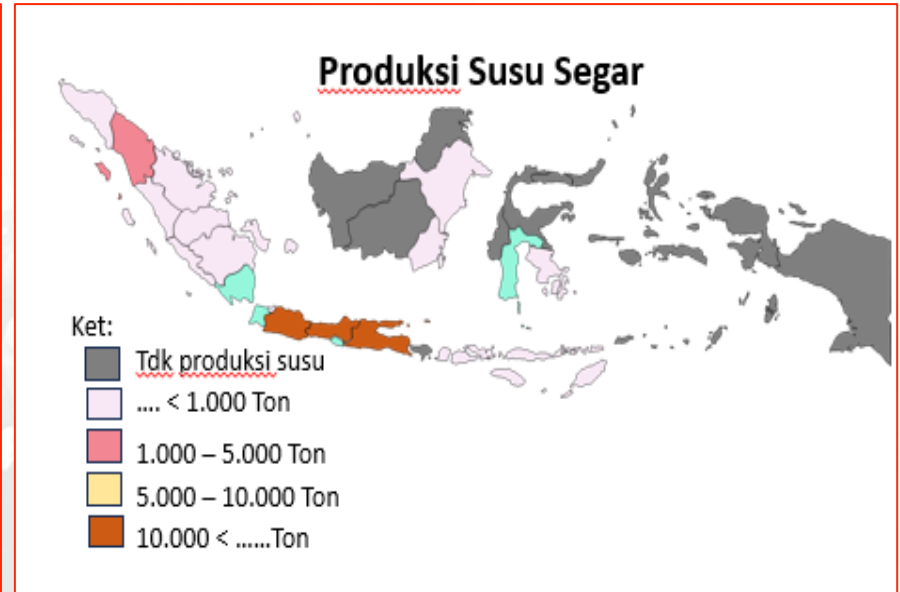 Produksi Susu Segar
Ket:
Tdk produksi susu
.... < 1.000 Ton
1.000 – 5.000 Ton
5.000 – 10.000 Ton
10.000 < ......Ton